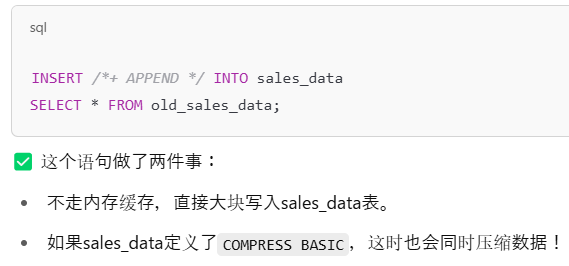 sql
INSERT /*+ APPEND */ INTO sales_data
SELECT * FROM old_sales_data;
✅ 这个语句做了两件事：
• 不走内存缓存，直接大块写入sales_data表。
• 如果sales_data定义了 COMPRESS BASIC，这时也会同时压缩数据！